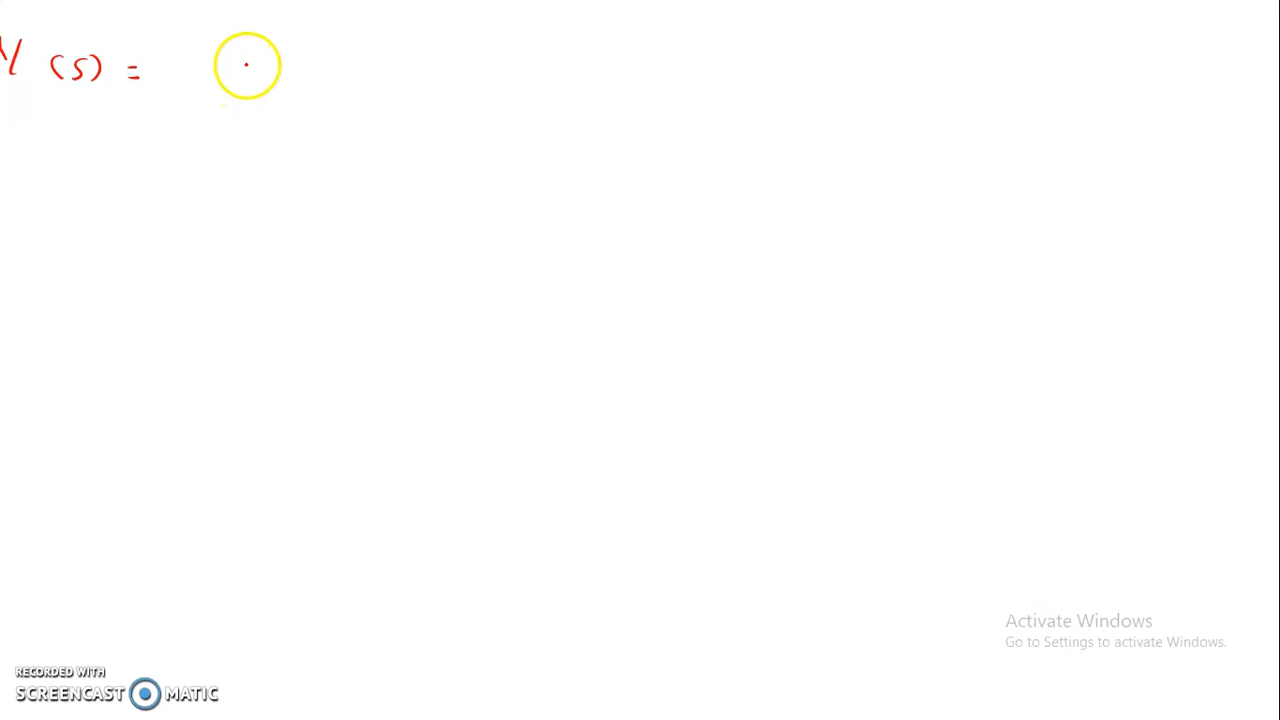 (s) =
Activate Windows
Go to Settings to activate Windows.
RECORDED WITH
SCREENCAST MATIC